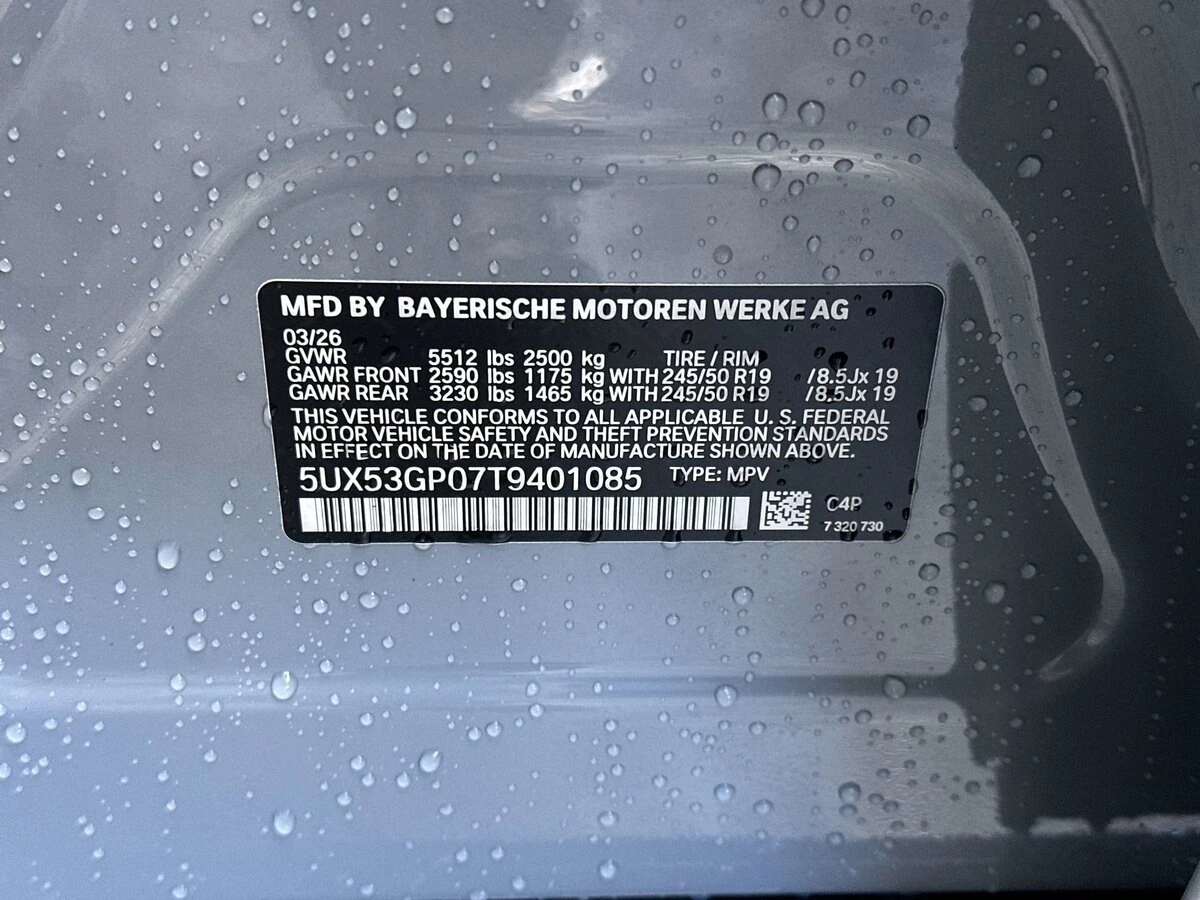 MFD BY BAYERISCHE MOTOREN WERKE AG
03/26
GVWR 5512 lbs 2500 kg TIRE / RIM
GAWR FRONT 2590 lbs 1175 kg WITH 245/50 R19 /8.5Jx 19
GAWR REAR 3230 lbs 1465 kg WITH 245/50 R19 /8.5Jx 19
THIS VEHICLE CONFORMS TO ALL APPLICABLE U. S. FEDERAL
MOTOR VEHICLE SAFETY AND THEFT PREVENTION STANDARDS
IN EFFECT ON THE DATE OF MANUFACTURE SHOWN ABOVE.
5UX53GP07T9401085 TYPE: MPV
C4P
7 320 730